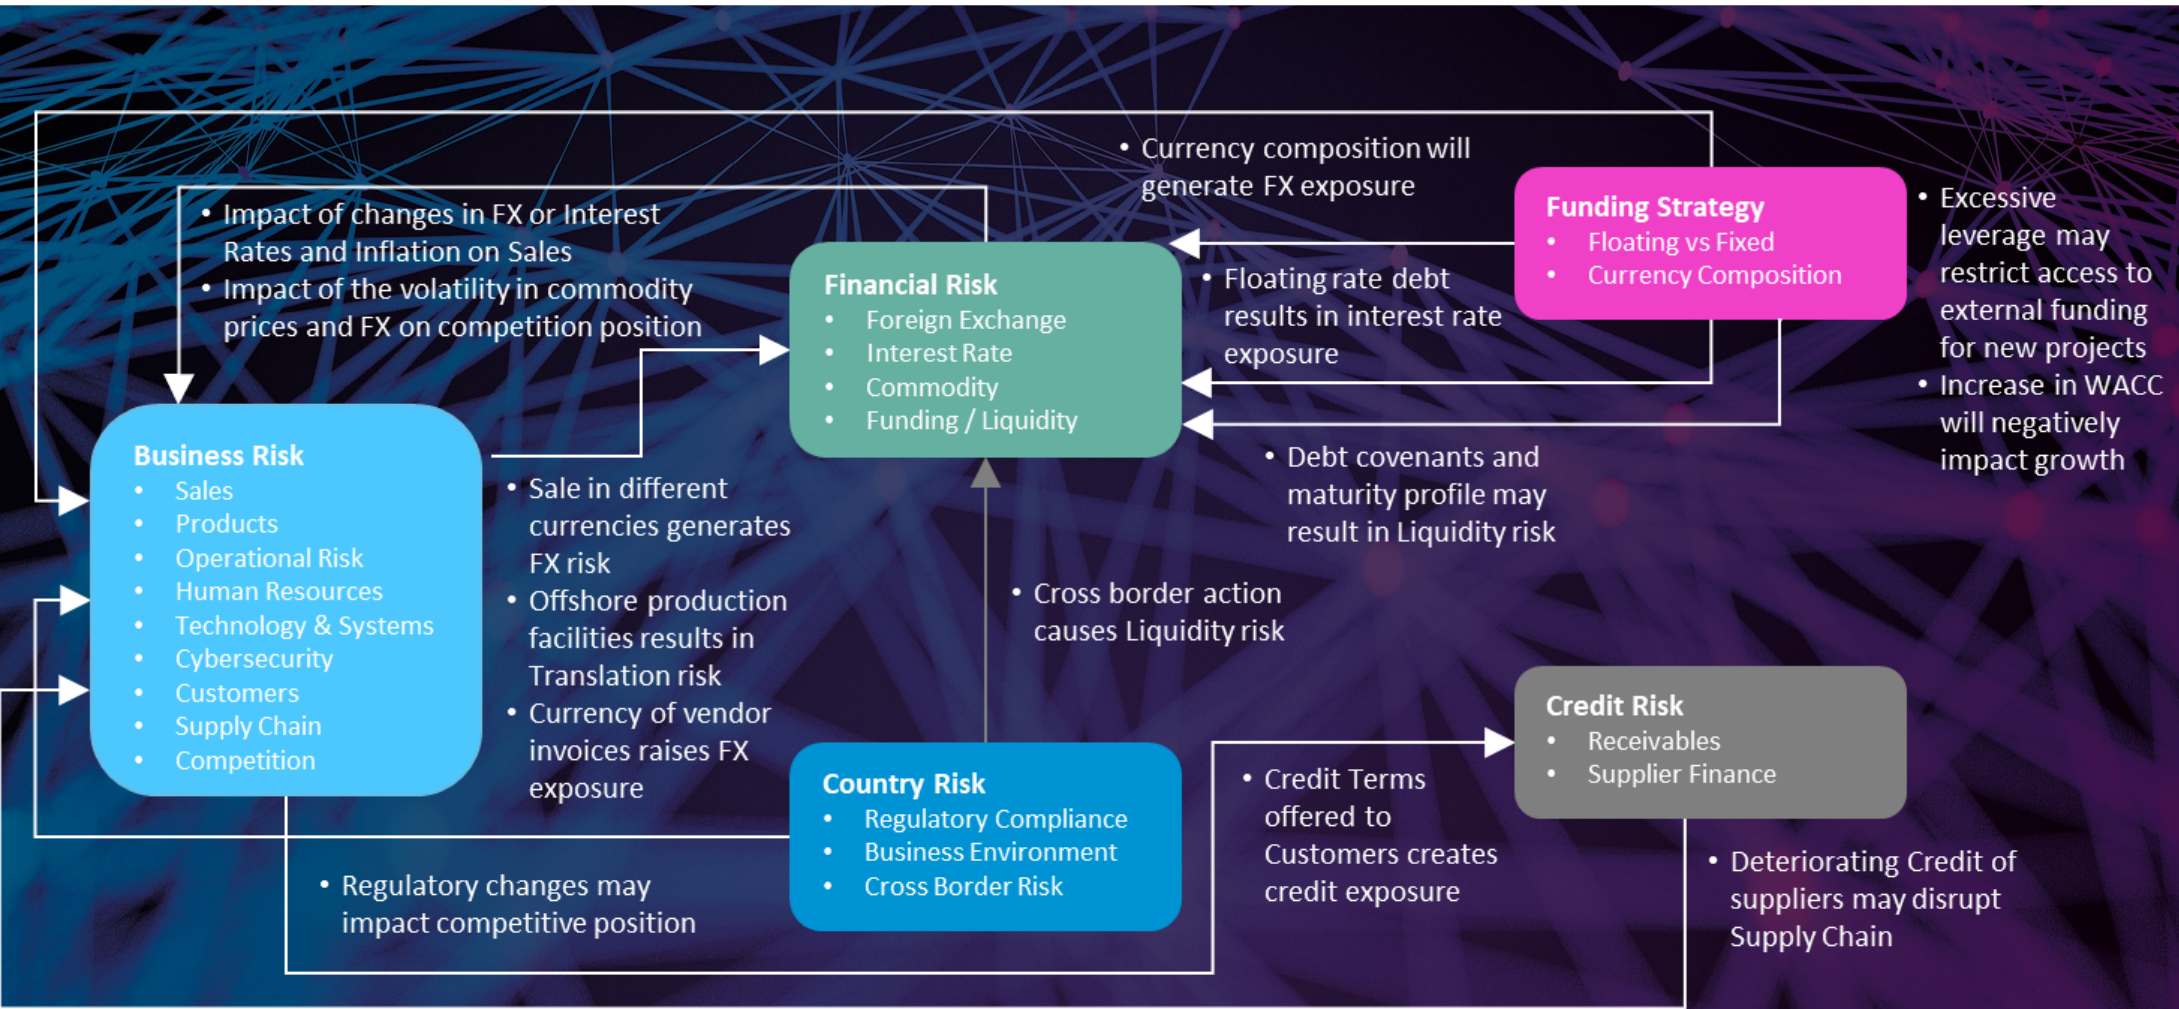 • Currency composition will
generate FX exposure
Funding Strategy
• Floating vs Fixed
• Currency Composition
• Excessive
leverage may
restrict access to
external funding
for new projects
• Increase in WACC
will negatively
impact growth
• Impact of changes in FX or Interest
Rates and Inflation on Sales
• Impact of the volatility in commodity
prices and FX on competition position
Financial Risk
• Foreign Exchange
• Interest Rate
• Commodity
• Funding / Liquidity
• Floating rate debt
results in interest rate
exposure
• Debt covenants and
maturity profile may
result in Liquidity risk
Business Risk
• Sales
• Products
• Operational Risk
• Human Resources
• Technology & Systems
• Cybersecurity
• Customers
• Supply Chain
• Competition
• Sale in different
currencies generates
FX risk
• Offshore production
facilities results in
Translation risk
• Currency of vendor
invoices raises FX
exposure
• Cross border action
causes Liquidity risk
Country Risk
• Regulatory Compliance
• Business Environment
• Cross Border Risk
• Credit Terms
offered to
Customers creates
credit exposure
Credit Risk
• Receivables
• Supplier Finance
• Regulatory changes may
impact competitive position
• Deteriorating Credit of
suppliers may disrupt
Supply Chain